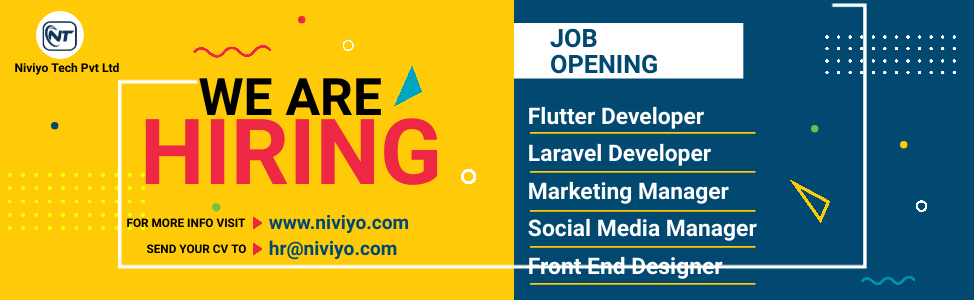 NT
Niviyo Tech Pvt Ltd
WE ARE
HIRING
FOR MORE INFO VISIT www.niviyo.com
SEND YOUR CV TO hr@niviyo.com
JOB
OPENING
Flutter Developer
Laravel Developer
Marketing Manager
Social Media Manager
Front End Designer